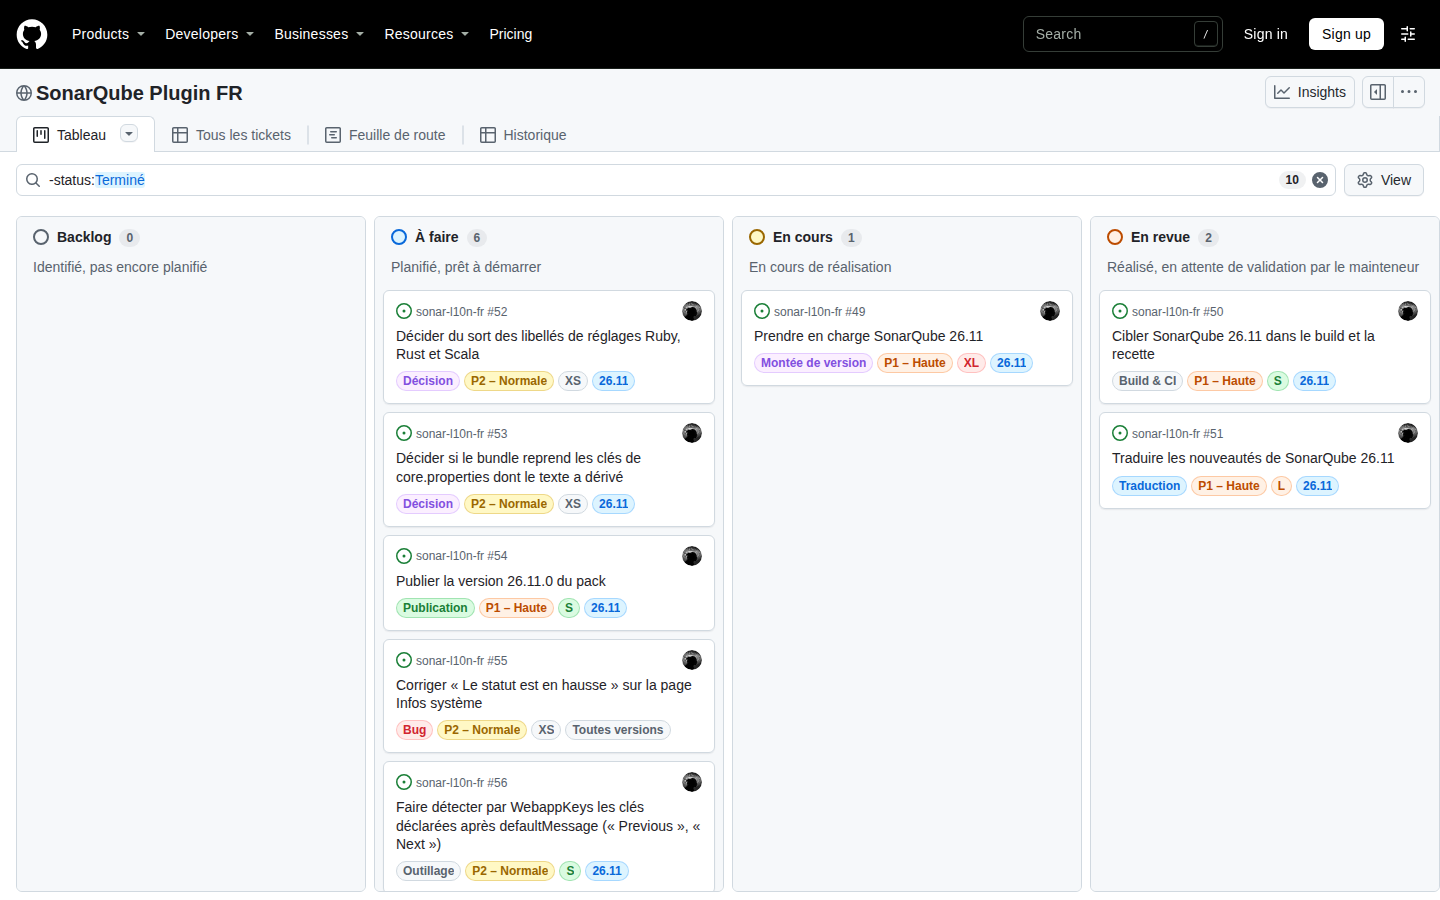 Products
Developers
Businesses
Resources
Pricing
Search
/
Sign in
Sign up
SonarQube Plugin FR
Insights
Tableau
Tous les tickets
Feuille de route
Historique
-status:Terminé
10
View
Backlog 0
Identifié, pas encore planifié
À faire 6
Planifié, prêt à démarrer
sonar-l10n-fr #52
Décider du sort des libellés de réglages Ruby,
Rust et Scala
Décision P2 – Normale XS 26.11
sonar-l10n-fr #53
Décider si le bundle reprend les clés de
core.properties dont le texte a dérivé
Décision P2 – Normale XS 26.11
sonar-l10n-fr #54
Publier la version 26.11.0 du pack
Publication P1 – Haute S 26.11
sonar-l10n-fr #55
Corriger « Le statut est en hausse » sur la page
Infos système
Bug P2 – Normale XS Toutes versions
sonar-l10n-fr #56
Faire détecter par WebappKeys les clés
déclarées après defaultMessage (« Previous », «
Next »)
Outillage P2 – Normale S 26.11
En cours 1
En cours de réalisation
sonar-l10n-fr #49
Prendre en charge SonarQube 26.11
Montée de version P1 – Haute XL 26.11
En revue 2
Réalisé, en attente de validation par le mainteneur
sonar-l10n-fr #50
Cibler SonarQube 26.11 dans le build et la
recette
Build & CI P1 – Haute S 26.11
sonar-l10n-fr #51
Traduire les nouveautés de SonarQube 26.11
Traduction P1 – Haute L 26.11